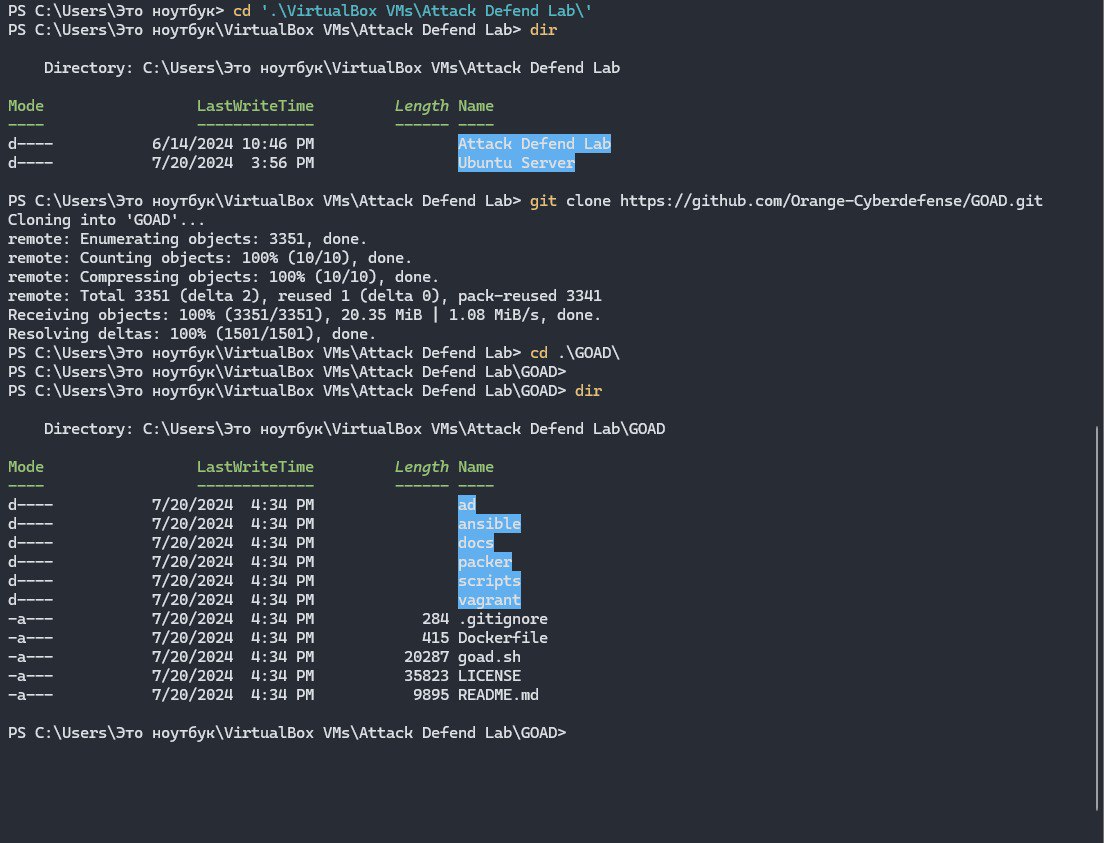 PS C:\Users\Это ноутбук> cd '.\VirtualBox VMs\Attack Defend Lab\'
PS C:\Users\Это ноутбук\VirtualBox VMs\Attack Defend Lab> dir
Directory: C:\Users\Это ноутбук\VirtualBox VMs\Attack Defend Lab
Mode LastWriteTime Length Name
---- ------------- ------ ----
d---- 6/14/2024 10:46 PM Attack Defend Lab
d---- 7/20/2024 3:56 PM Ubuntu Server
PS C:\Users\Это ноутбук\VirtualBox VMs\Attack Defend Lab> git clone https://github.com/Orange-Cyberdefense/GOAD.git
Cloning into 'GOAD'...
remote: Enumerating objects: 3351, done.
remote: Counting objects: 100% (10/10), done.
remote: Compressing objects: 100% (10/10), done.
remote: Total 3351 (delta 2), reused 1 (delta 0), pack-reused 3341
Receiving objects: 100% (3351/3351), 20.35 MiB | 1.08 MiB/s, done.
Resolving deltas: 100% (1501/1501), done.
PS C:\Users\Это ноутбук\VirtualBox VMs\Attack Defend Lab> cd .\GOAD\
PS C:\Users\Это ноутбук\VirtualBox VMs\Attack Defend Lab\GOAD>
PS C:\Users\Это ноутбук\VirtualBox VMs\Attack Defend Lab\GOAD> dir
Directory: C:\Users\Это ноутбук\VirtualBox VMs\Attack Defend Lab\GOAD
Mode LastWriteTime Length Name
---- ------------- ------ ----
d---- 7/20/2024 4:34 PM ad
d---- 7/20/2024 4:34 PM ansible
d---- 7/20/2024 4:34 PM docs
d---- 7/20/2024 4:34 PM packer
d---- 7/20/2024 4:34 PM scripts
d---- 7/20/2024 4:34 PM vagrant
-a--- 7/20/2024 4:34 PM 284 .gitignore
-a--- 7/20/2024 4:34 PM 415 Dockerfile
-a--- 7/20/2024 4:34 PM 20287 goad.sh
-a--- 7/20/2024 4:34 PM 35823 LICENSE
-a--- 7/20/2024 4:34 PM 9895 README.md
PS C:\Users\Это ноутбук\VirtualBox VMs\Attack Defend Lab\GOAD>